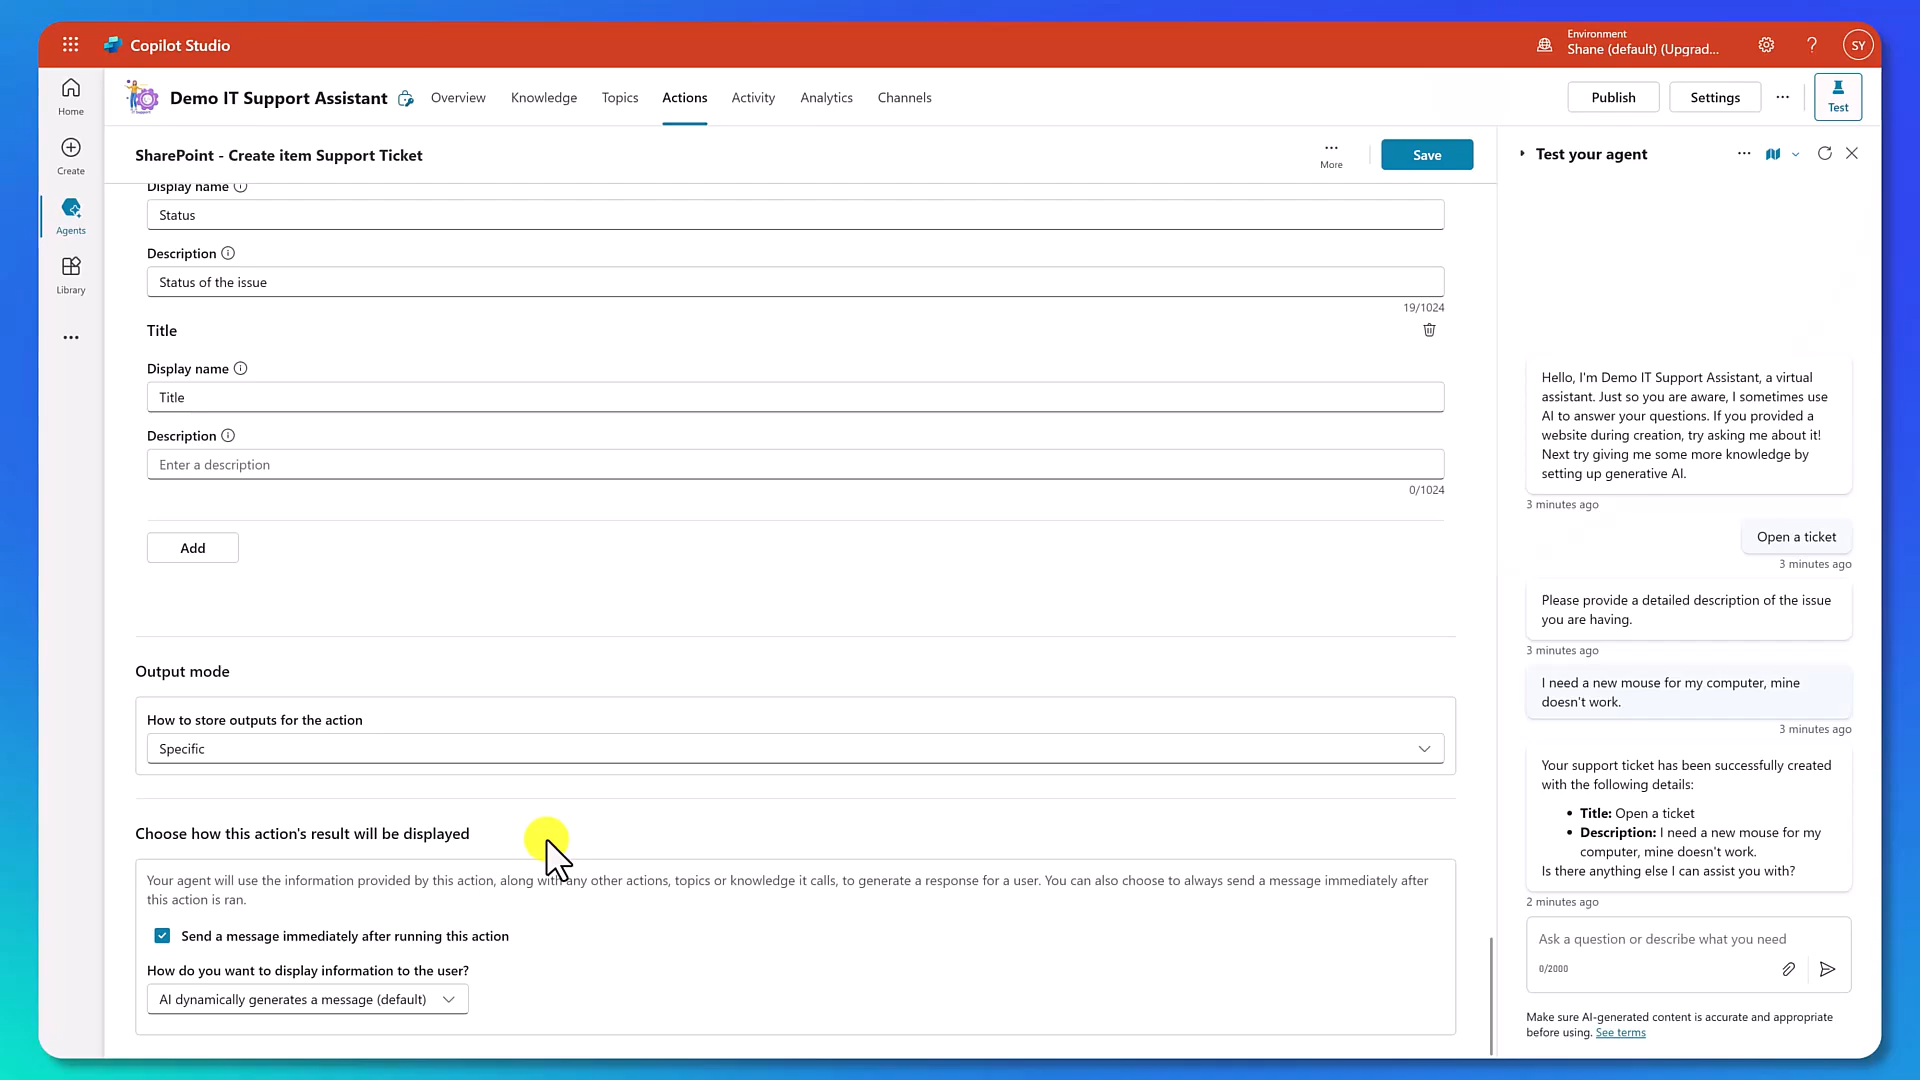 Copilot Studio
Environment
Shane (default) (Upgrad...
SY
Home
Create
Agents
Library
Demo IT Support Assistant
Overview
Knowledge
Topics
Actions
Activity
Analytics
Channels
Publish
Settings
Test
SharePoint - Create item Support Ticket
More
Save
Display name
Status
Description
Status of the issue
19/1024
Title
Display name
Title
Description
Enter a description
0/1024
Add
Output mode
How to store outputs for the action
Specific
Choose how this action's result will be displayed
Your agent will use the information provided by this action, along with any other actions, topics or knowledge it calls, to generate a response for a user. You can also choose to always send a message immediately after
this action is ran.
Send a message immediately after running this action
How do you want to display information to the user?
AI dynamically generates a message (default)
Test your agent
Hello, I'm Demo IT Support Assistant, a virtual
assistant. Just so you are aware, I sometimes use
AI to answer your questions. If you provided a
website during creation, try asking me about it!
Next try giving me some more knowledge by
setting up generative AI.
3 minutes ago
Open a ticket
3 minutes ago
Please provide a detailed description of the issue
you are having.
3 minutes ago
I need a new mouse for my computer, mine
doesn't work.
3 minutes ago
Your support ticket has been successfully created
with the following details:
• Title: Open a ticket
• Description: I need a new mouse for my
computer, mine doesn't work.
Is there anything else I can assist you with?
2 minutes ago
Ask a question or describe what you need
0/2000
Make sure AI-generated content is accurate and appropriate
before using. See terms